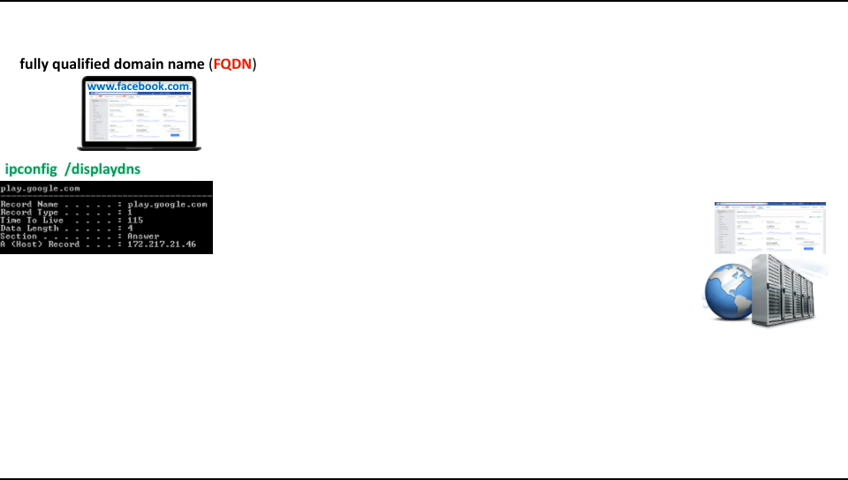 fully qualified domain name (FQDN)
www.facebook.com
ipconfig /displaydns
play.google.com
----------------------------------------
Record Name . . . . . : play.google.com
Record Type . . . . . : 1
Time To Live . . . . : 115
Data Length . . . . . : 4
Section . . . . . . . : Answer
A (Host) Record . . . : 172.217.21.46